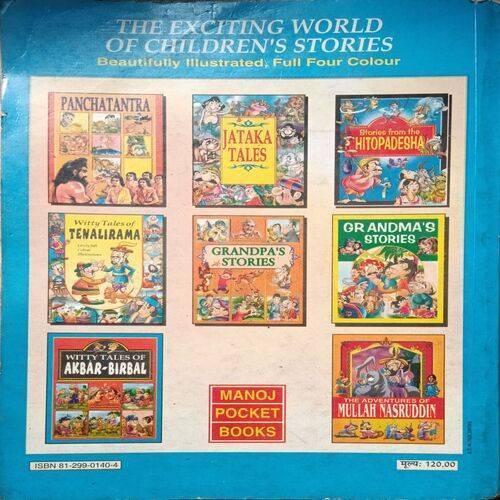 THE EXCITING WORLD
OF CHILDREN'S STORIES
Beautifully Illustrated, Full Four Colour
PANCHATANTRA
JATAKA
TALES
Stories from the
HITOPADESHA
Witty Tales of
TENALIRAMA
GRANDPA'S
STORIES
GRANDMA'S
STORIES
WITTY TALES OF
AKBAR-BIRBAL
MANOJ
POCKET
BOOKS
THE ADVENTURES OF
MULLAH NASRUDDIN
ISBN 81-299-0140-4
मूल्य: 120.00